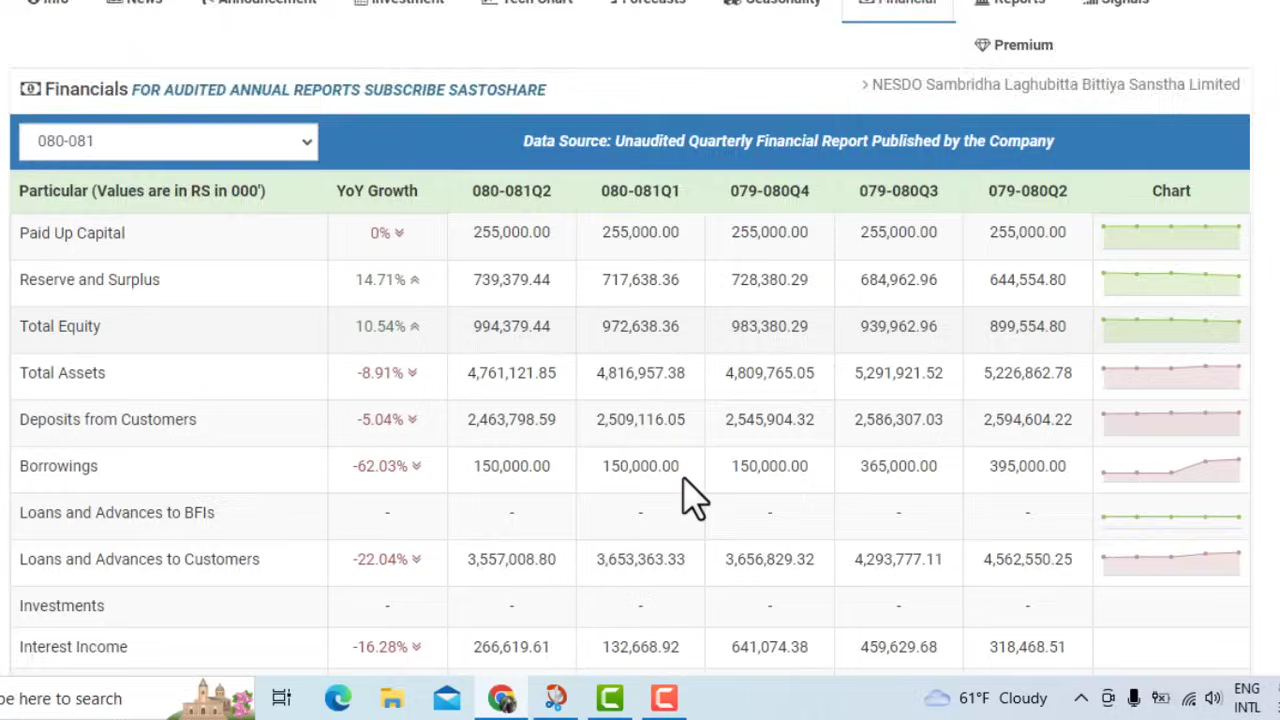 Info News Announcement Investment Tech Chart Forecasts Seasonality Financial Reports Signals
Premium
Financials FOR AUDITED ANNUAL REPORTS SUBSCRIBE SASTOSHARE > NESDO Sambridha Laghubitta Bittiya Sanstha Limited
080-081 Data Source: Unaudited Quarterly Financial Report Published by the Company
Particular (Values are in RS in 000') YoY Growth 080-081Q2 080-081Q1 079-080Q4 079-080Q3 079-080Q2 Chart
Paid Up Capital 0% 255,000.00 255,000.00 255,000.00 255,000.00 255,000.00
Reserve and Surplus 14.71% 739,379.44 717,638.36 728,380.29 684,962.96 644,554.80
Total Equity 10.54% 994,379.44 972,638.36 983,380.29 939,962.96 899,554.80
Total Assets -8.91% 4,761,121.85 4,816,957.38 4,809,765.05 5,291,921.52 5,226,862.78
Deposits from Customers -5.04% 2,463,798.59 2,509,116.05 2,545,904.32 2,586,307.03 2,594,604.22
Borrowings -62.03% 150,000.00 150,000.00 150,000.00 365,000.00 395,000.00
Loans and Advances to BFIs - - - - - -
Loans and Advances to Customers -22.04% 3,557,008.80 3,653,363.33 3,656,829.32 4,293,777.11 4,562,550.25
Investments - - - - - -
Interest Income -16.28% 266,619.61 132,668.92 641,074.38 459,629.68 318,468.51
pe here to search 61°F Cloudy ENG
INTL